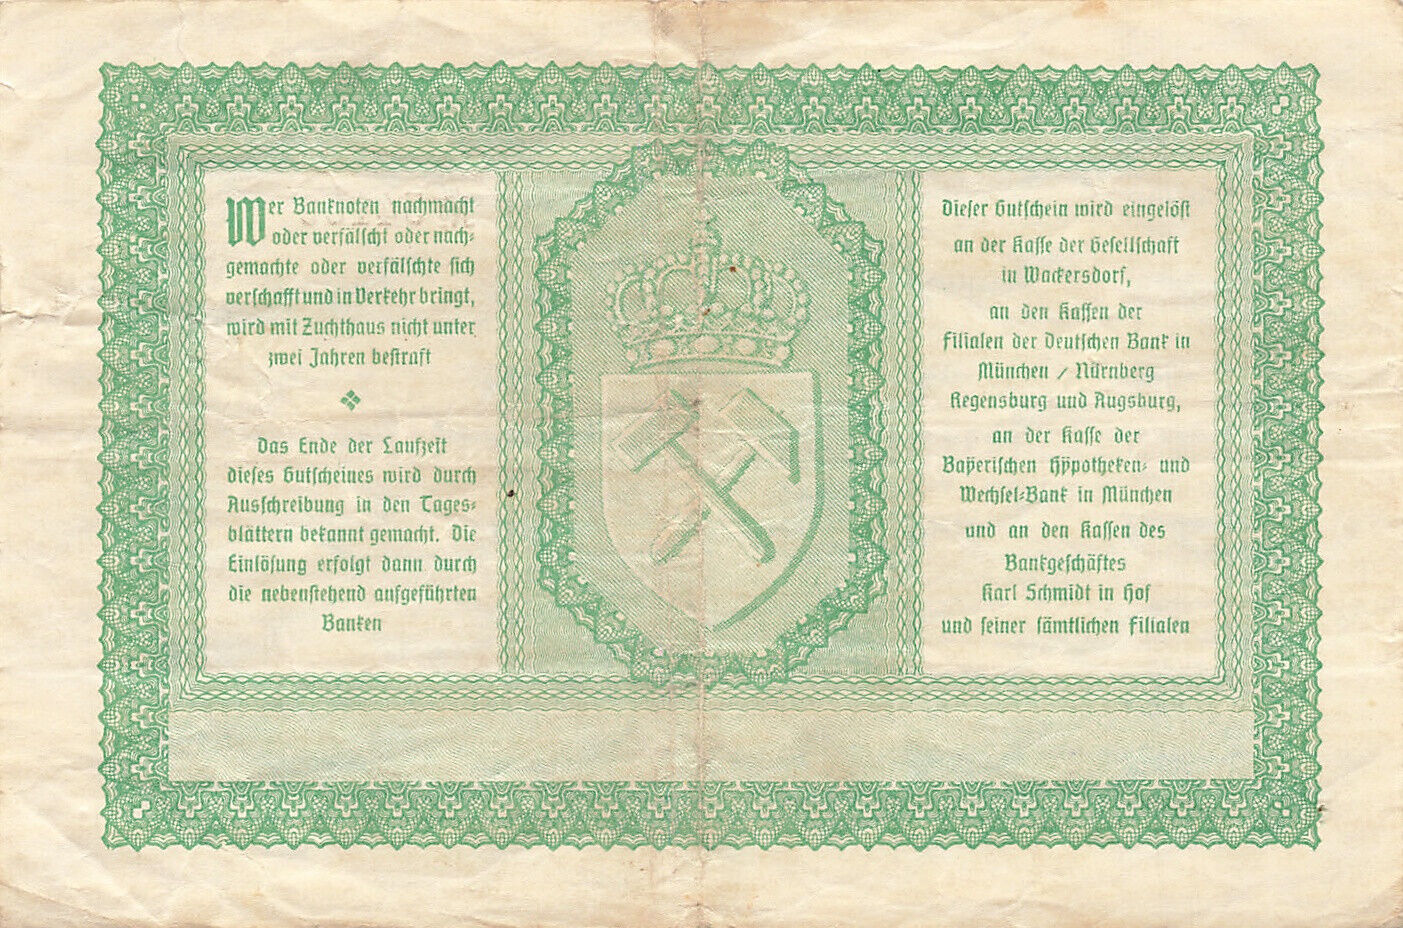 Wer Banknoten nachmacht
oder verfälscht oder nach-
gemachte oder verfälschte sich
verschafft und in Verkehr bringt,
wird mit Zuchthaus nicht unter
zwei Jahren bestraft
Das Ende der Laufzeit
dieses Gutscheines wird durch
Ausschreibung in den Tages-
blättern bekannt gemacht. Die
Einlösung erfolgt dann durch
die nebenstehend aufgeführten
Banken
Dieser Gutschein wird eingelöst
an der Kasse der Gesellschaft
in Wackersdorf,
an den Kassen der
Filialen der Deutschen Bank in
München / Nürnberg
Regensburg und Augsburg,
an der Kasse der
Bayerischen Hypotheken- und
Wechsel-Bank in München
und an den Kassen des
Bankgeschäftes
Karl Schmidt in Hof
und seiner sämtlichen Filialen